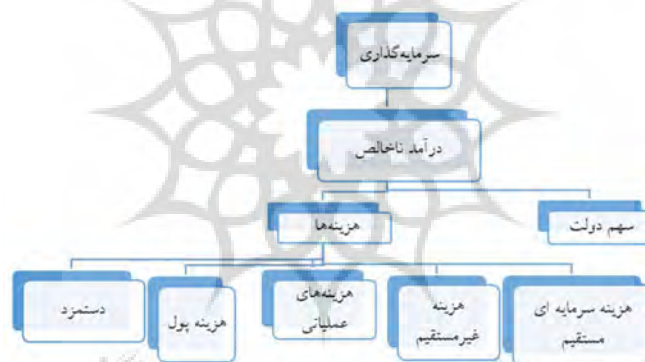 سرمایه‌گذاری
درآمد ناخالص
سهم دولت
هزینه‌ها
هزینه سرمایه ای
مستقیم
هزینه
غیرمستقیم
هزینه‌های
عملیاتی
هزینه پول
دستمزد